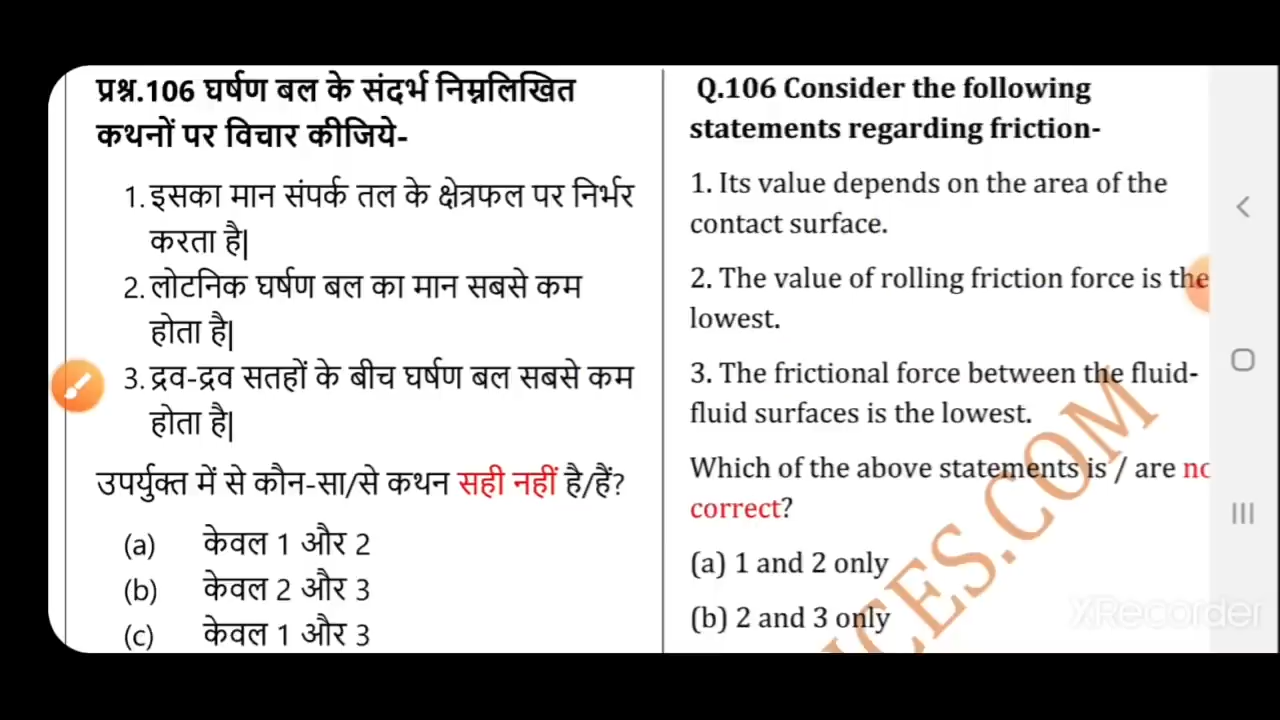 प्रश्न.106 घर्षण बल के संदर्भ निम्नलिखित
कथनों पर विचार कीजिये-
1. इसका मान संपर्क तल के क्षेत्रफल पर निर्भर
करता है|
2. लोटनिक घर्षण बल का मान सबसे कम
होता है|
3. द्रव-द्रव सतहों के बीच घर्षण बल सबसे कम
होता है|
उपर्युक्त में से कौन-सा/से कथन सही नहीं है/हैं?
(a) केवल 1 और 2
(b) केवल 2 और 3
(c) केवल 1 और 3
Q.106 Consider the following
statements regarding friction-
1. Its value depends on the area of the
contact surface.
2. The value of rolling friction force is the
lowest.
3. The frictional force between the fluid-
fluid surfaces is the lowest.
Which of the above statements is / are
correct?
(a) 1 and 2 only
(b) 2 and 3 only
XRecorder